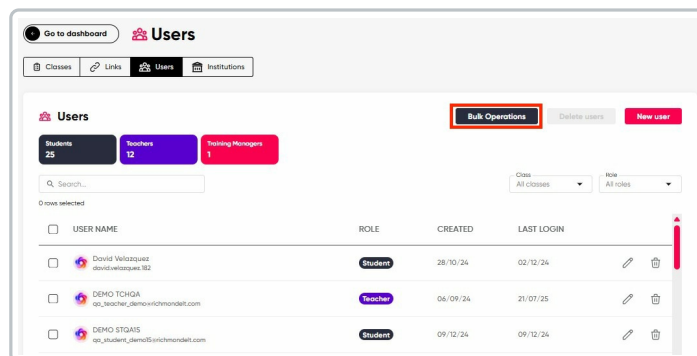 Go to dashboard
Users
Classes
Links
Users
Institutions
Users
Bulk Operations
Delete users
New user
Students
25
Teachers
12
Training Managers
1
Search...
Class
All classes
Role
All roles
0 rows selected
USER NAME
ROLE
CREATED
LAST LOGIN
David Velazquez
david.velazquez.182
Student
28/10/24
02/12/24
DEMO TCHQA
qa_teacher_demo@richmondelt.com
Teacher
06/09/24
21/07/25
DEMO STQA15
qa_student_demo15@richmondelt.com
Student
09/12/24
09/12/24